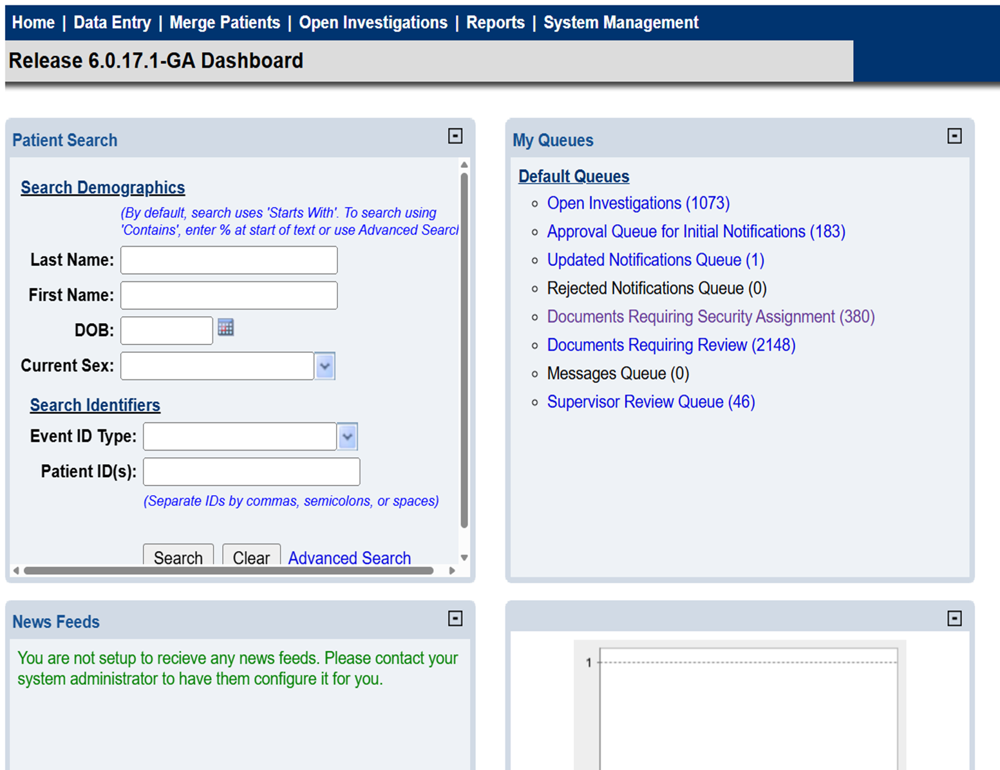 Home | Data Entry | Merge Patients | Open Investigations | Reports | System Management
Release 6.0.17.1-GA Dashboard
Patient Search
Search Demographics
(By default, search uses 'Starts With'. To search using
'Contains', enter % at start of text or use Advanced Search
Last Name:
First Name:
DOB:
Current Sex:
Search Identifiers
Event ID Type:
Patient ID(s):
(Separate IDs by commas, semicolons, or spaces)
Search Clear Advanced Search
My Queues
Default Queues
Open Investigations (1073)
Approval Queue for Initial Notifications (183)
Updated Notifications Queue (1)
Rejected Notifications Queue (0)
Documents Requiring Security Assignment (380)
Documents Requiring Review (2148)
Messages Queue (0)
Supervisor Review Queue (46)
News Feeds
You are not setup to recieve any news feeds. Please contact your
system administrator to have them configure it for you.
1